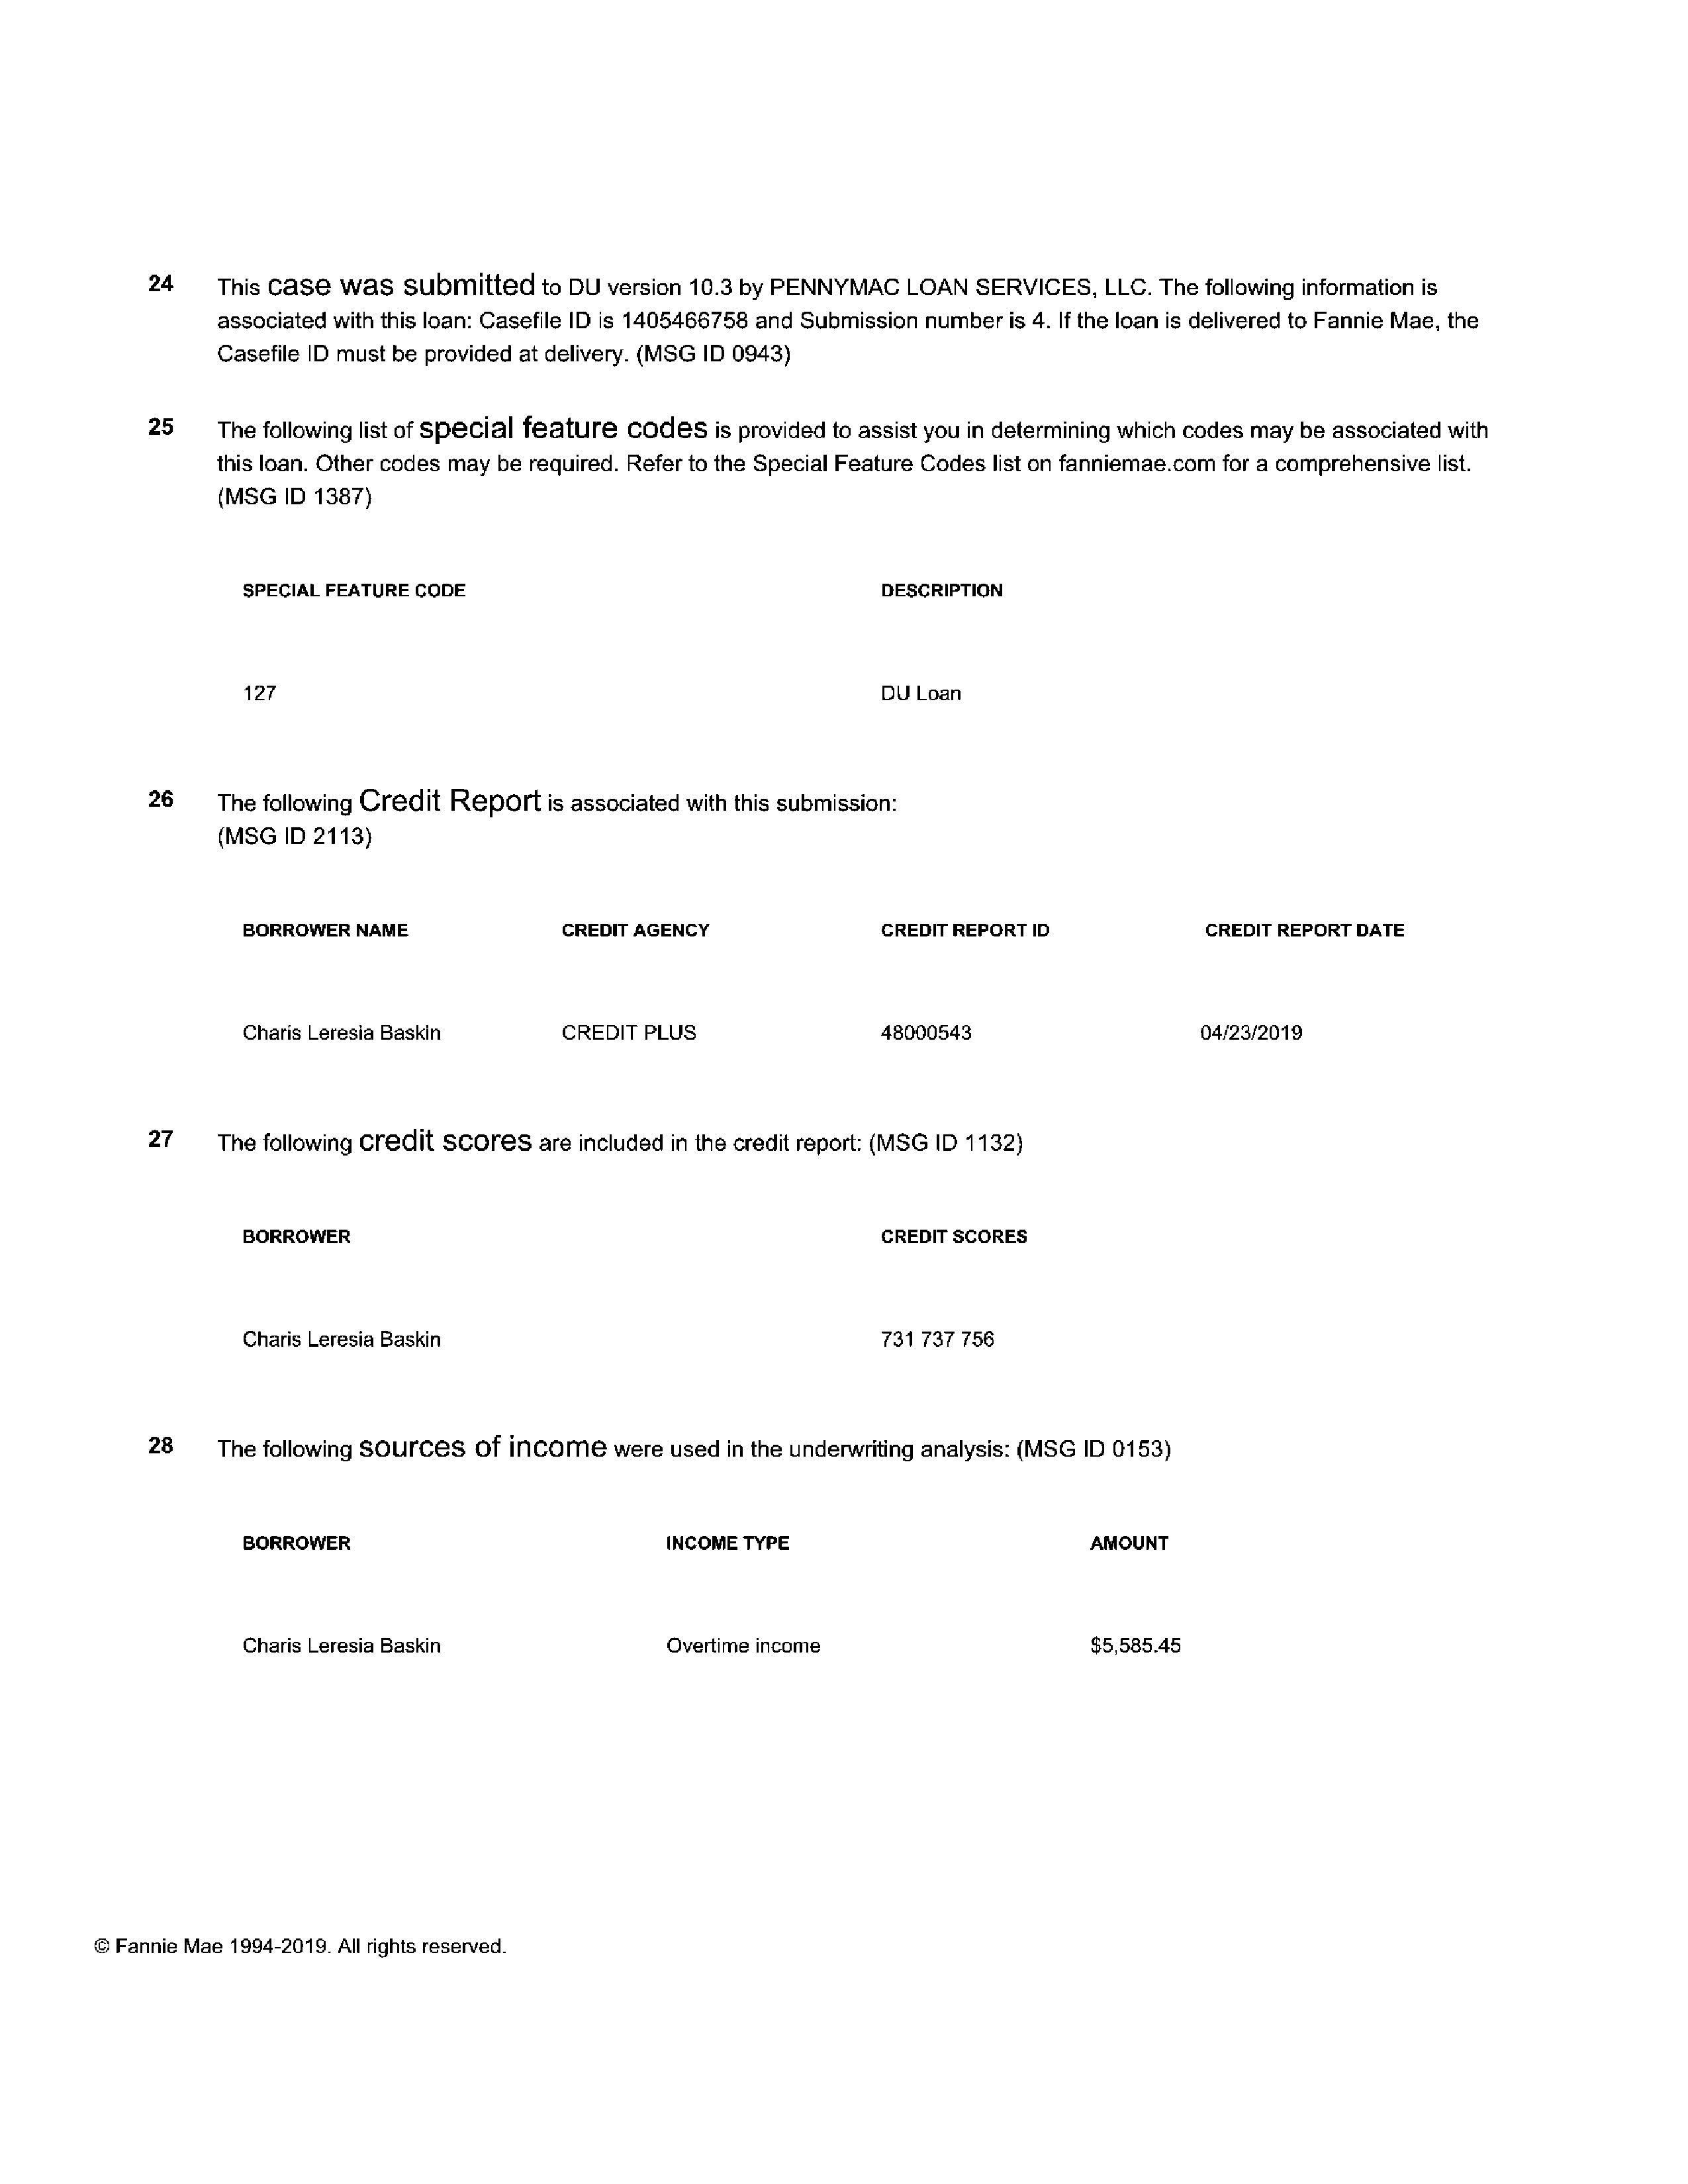 24 This case was submitted to DU version 10.3 by PENNYMAC LOAN SERVICES, LLC. The following information is
associated with this loan: Casefile ID is 1405466758 and Submission number is 4. If the loan is delivered to Fannie Mae, the
Casefile ID must be provided at delivery. (MSG ID 0943)
25 The following list of special feature codes is provided to assist you in determining which codes may be associated with
this loan. Other codes may be required. Refer to the Special Feature Codes list on fanniemae.com for a comprehensive list.
(MSG ID 1387)
SPECIAL FEATURE CODE DESCRIPTION
127 DU Loan
26 The following Credit Report is associated with this submission:
(MSG ID 2113)
BORROWER NAME CREDIT AGENCY CREDIT REPORT ID CREDIT REPORT DATE
Charis Leresia Baskin CREDIT PLUS 48000543 04/23/2019
27 The following credit scores are included in the credit report: (MSG ID 1132)
BORROWER CREDIT SCORES
Charis Leresia Baskin 731 737 756
28 The following sources of income were used in the underwriting analysis: (MSG ID 0153)
BORROWER INCOME TYPE AMOUNT
Charis Leresia Baskin Overtime income $5,585.45
© Fannie Mae 1994-2019. All rights reserved.